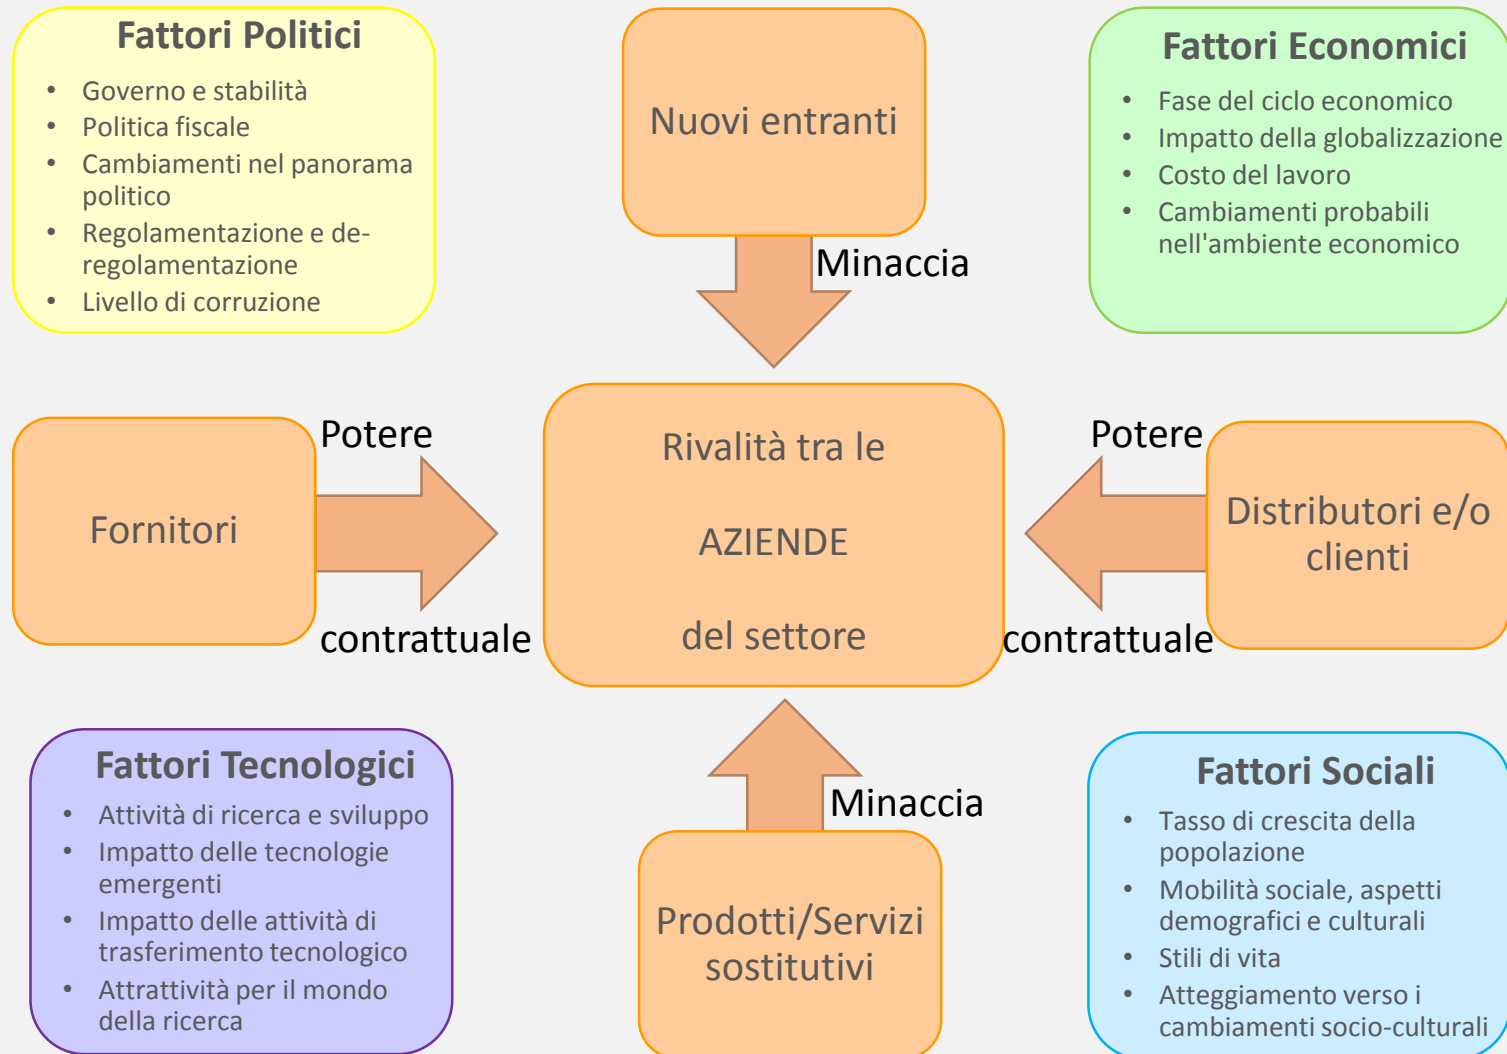 Fattori Politici
• Governo e stabilità
• Politica fiscale
• Cambiamenti nel panorama
politico
• Regolamentazione e de-
regolamentazione
• Livello di corruzione
Nuovi entranti
Minaccia
Fattori Economici
• Fase del ciclo economico
• Impatto della globalizzazione
• Costo del lavoro
• Cambiamenti probabili
nell'ambiente economico
Fornitori
Potere
contrattuale
Rivalità tra le
AZIENDE
del settore
Potere
contrattuale
Distributori e/o
clienti
Fattori Tecnologici
• Attività di ricerca e sviluppo
• Impatto delle tecnologie
emergenti
• Impatto delle attività di
trasferimento tecnologico
• Attrattività per il mondo
della ricerca
Minaccia
Prodotti/Servizi
sostitutivi
Fattori Sociali
• Tasso di crescita della
popolazione
• Mobilità sociale, aspetti
demografici e culturali
• Stili di vita
• Atteggiamento verso i
cambiamenti socio-culturali